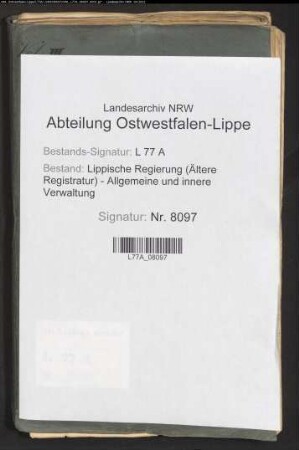 Landesarchiv NRW
Abteilung Ostwestfalen-Lippe
Bestands-Signatur: L 77 A
Bestand: Lippische Regierung (Ältere
Registratur) - Allgemeine und innere
Verwaltung
Signatur: Nr. 8097
L77A_08097